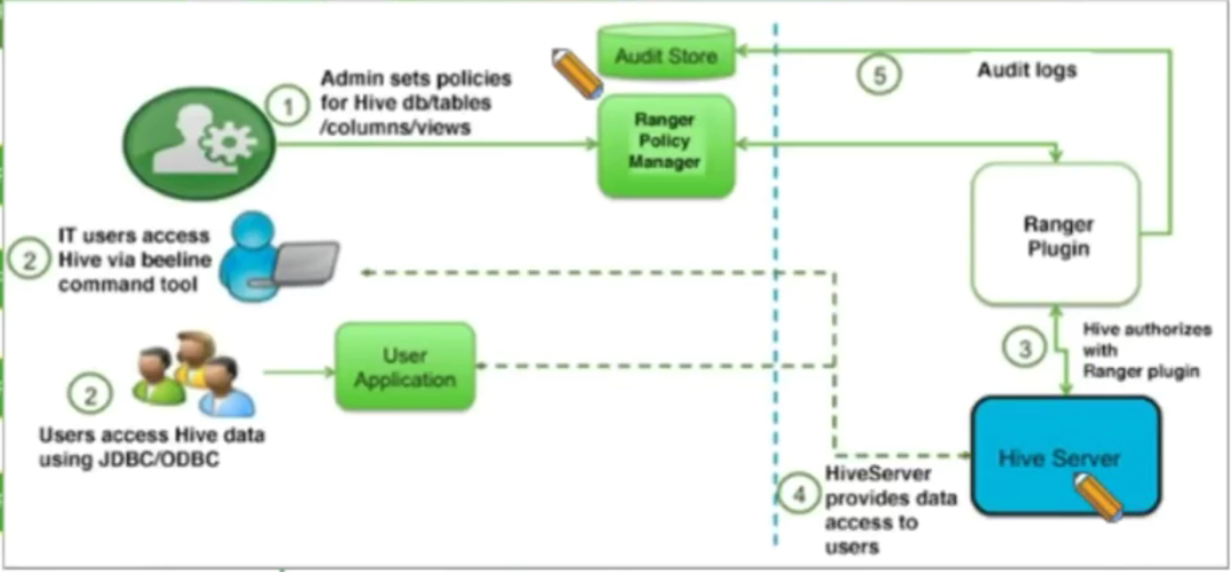 1
Admin sets policies
for Hive db/tables
/columns/views
Audit Store
5
Audit logs
Ranger
Policy
Manager
Ranger
Plugin
2
IT users access
Hive via beeline
command tool
User
Application
3
Hive authorizes
with
Ranger plugin
2
Users access Hive data
using JDBC/ODBC
Hive Server
4
HiveServer
provides data
access to
users